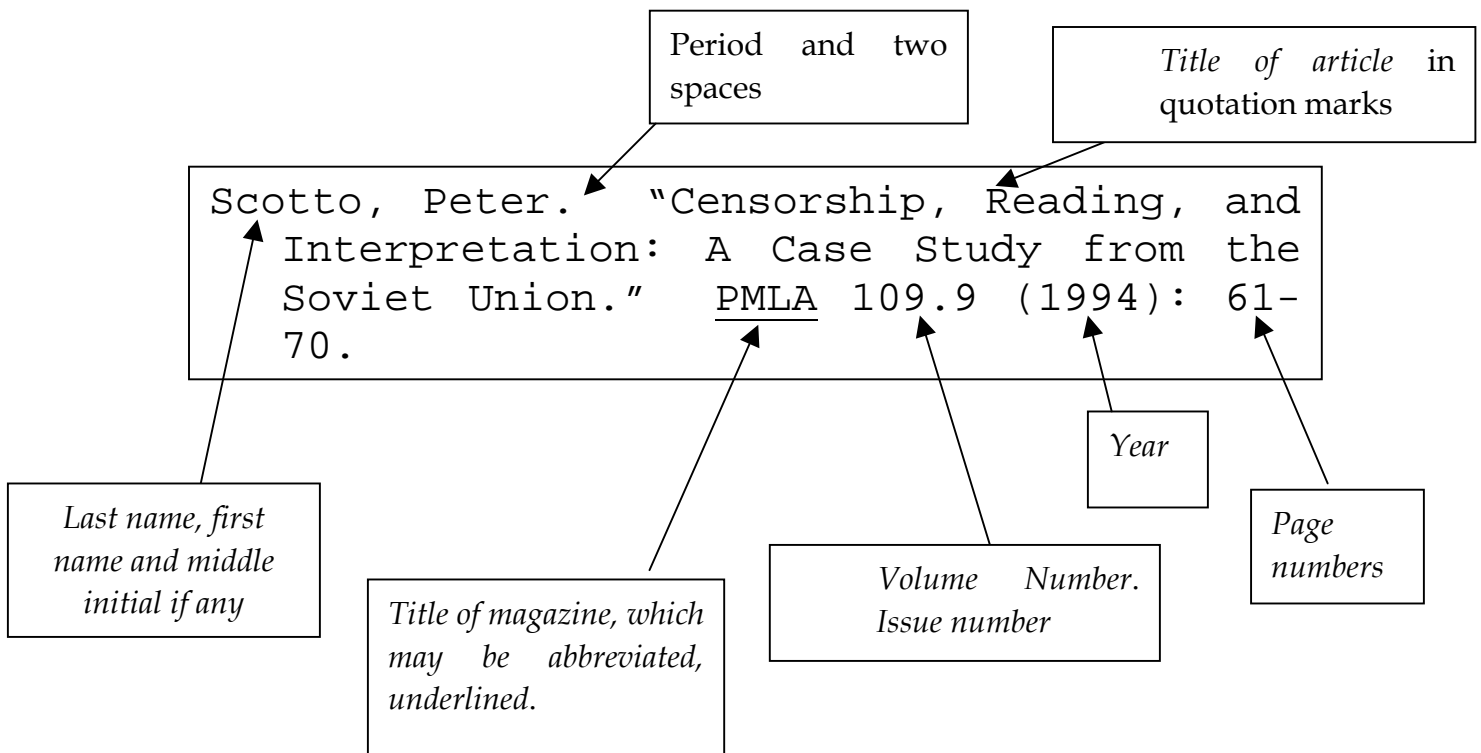 Period and two
spaces
Title of article in
quotation marks
Scotto, Peter.  “Censorship, Reading, and
Interpretation: A Case Study from the
Soviet Union.”  PMLA 109.9 (1994): 61-
70.
Last name, first
name and middle
initial if any
Title of magazine, which
may be abbreviated,
underlined.
Volume Number.
Issue number
Year
Page
numbers